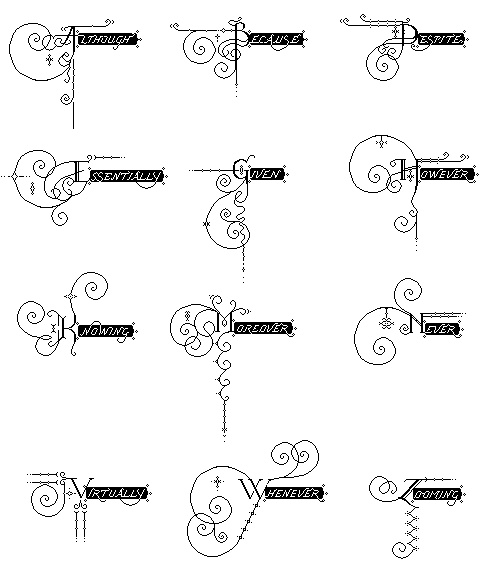 ALTHOUGH
BECAUSE
DESPITE
ESSENTIALLY
GIVEN
HOWEVER
KNOWING
MOREOVER
NEVER
VIRTUALLY
WHENEVER
ZOOMING